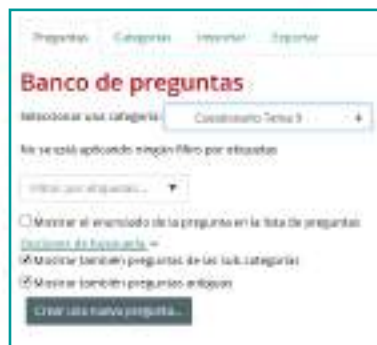 Preguntas Categorías Importar Exportar
Banco de preguntas
Seleccionar una categoría: Cuestionario Tema 9
No se está aplicando ningún filtro por etiquetas
Filtrar por etiquetas... ▼
Mostrar el enunciado de la pregunta en la lista de preguntas
Opciones de búsqueda
Mostrar también preguntas de las sub-categorías
Mostrar también preguntas antiguas
Crear una nueva pregunta...